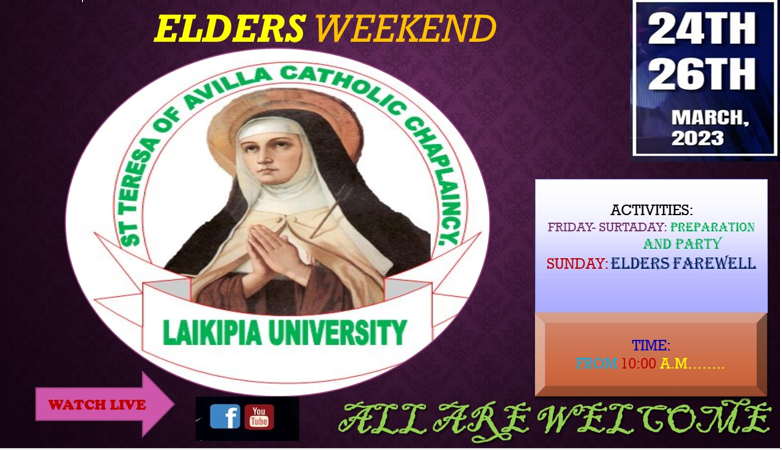 ELDERS WEEKEND
24TH
26TH
MARCH,
2023
ST TERESA OF AVILLA CATHOLIC CHAPLAINCY,
LAIKIPIA UNIVERSITY
ACTIVITIES:
FRIDAY- SURTADAY: PREPARATION
AND PARTY
SUNDAY: ELDERS FAREWELL
TIME:
FROM 10:00 A.M........
WATCH LIVE
f You
Tube
ALL ARE WELCOME